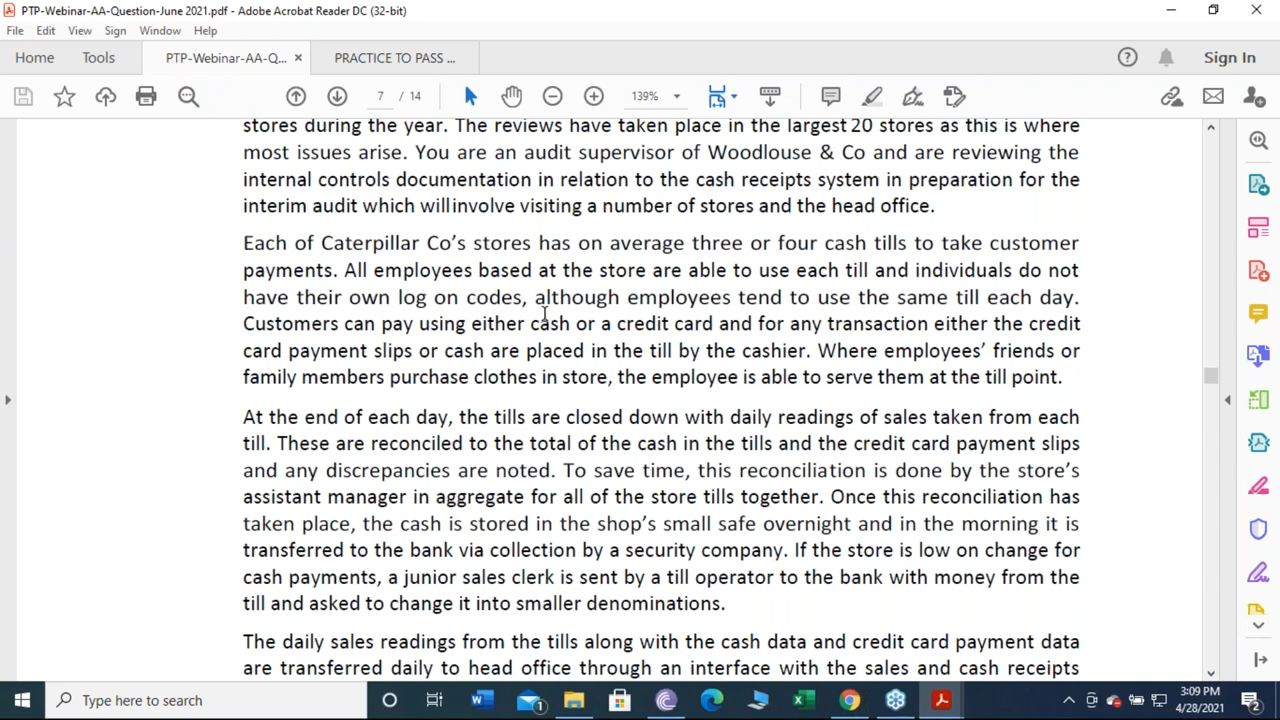 PTP-Webinar-AA-Question-June 2021.pdf - Adobe Acrobat Reader DC (32-bit)
File Edit View Sign Window Help
Home Tools PTP-Webinar-AA-Q... × PRACTICE TO PASS ... Sign In
7 / 14 139%
stores during the year. The reviews have taken place in the largest 20 stores as this is where
most issues arise. You are an audit supervisor of Woodlouse & Co and are reviewing the
internal controls documentation in relation to the cash receipts system in preparation for the
interim audit which will involve visiting a number of stores and the head office.
Each of Caterpillar Co's stores has on average three or four cash tills to take customer
payments. All employees based at the store are able to use each till and individuals do not
have their own log on codes, although employees tend to use the same till each day.
Customers can pay using either cash or a credit card and for any transaction either the credit
card payment slips or cash are placed in the till by the cashier. Where employees' friends or
family members purchase clothes in store, the employee is able to serve them at the till point.
At the end of each day, the tills are closed down with daily readings of sales taken from each
till. These are reconciled to the total of the cash in the tills and the credit card payment slips
and any discrepancies are noted. To save time, this reconciliation is done by the store's
assistant manager in aggregate for all of the store tills together. Once this reconciliation has
taken place, the cash is stored in the shop's small safe overnight and in the morning it is
transferred to the bank via collection by a security company. If the store is low on change for
cash payments, a junior sales clerk is sent by a till operator to the bank with money from the
till and asked to change it into smaller denominations.
The daily sales readings from the tills along with the cash data and credit card payment data
are transferred daily to head office through an interface with the sales and cash receipts
Type here to search
3:09 PM
4/28/2021